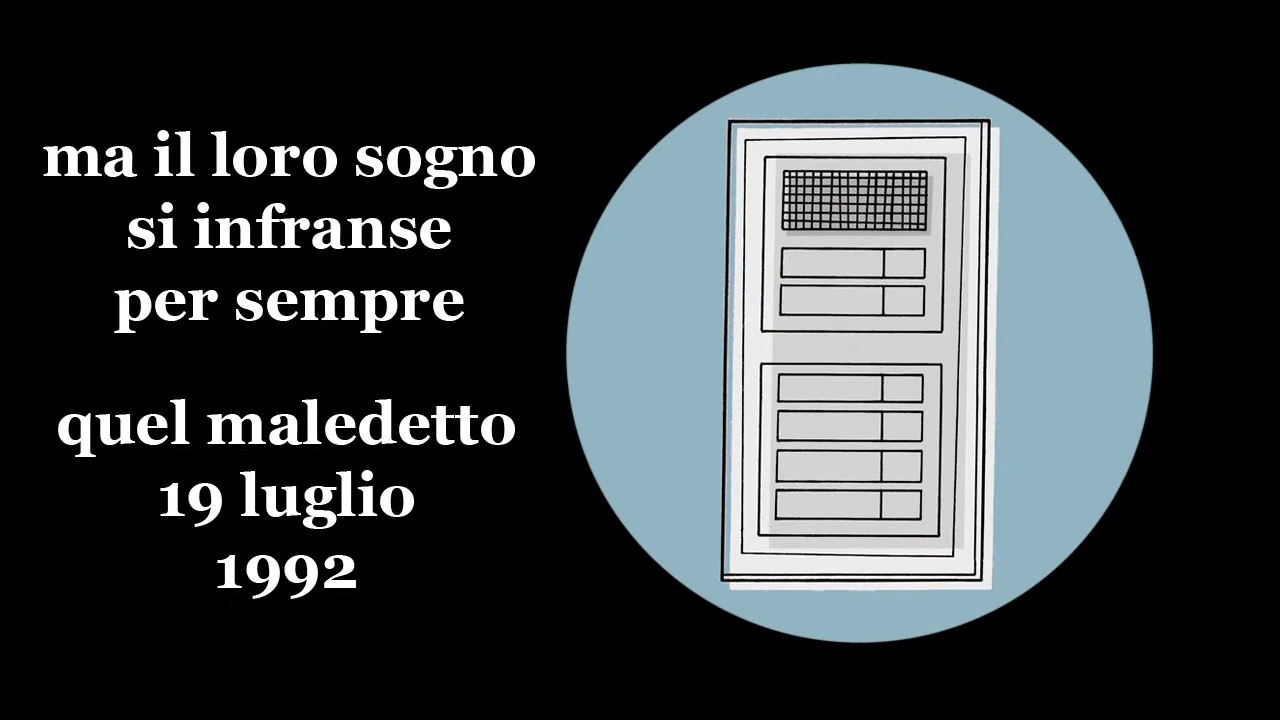 ma il loro sogno
si infranse
per sempre
quel maledetto
19 luglio
1992